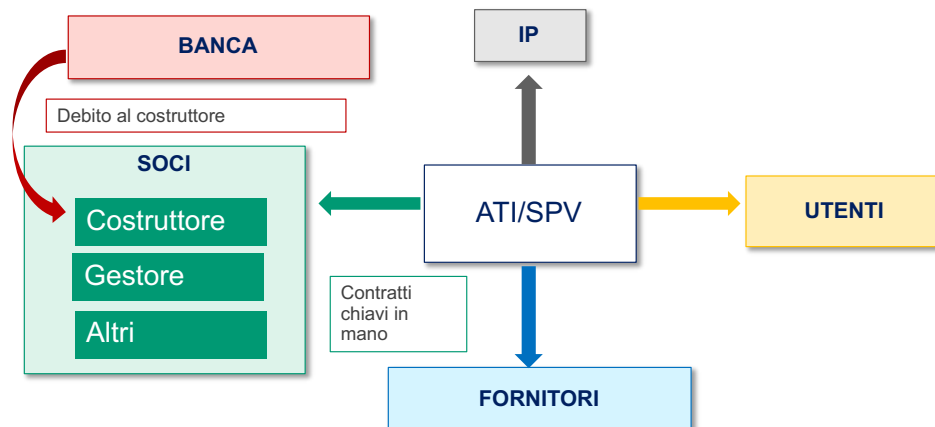 BANCA
IP
Debito al costruttore
SOCI
Costruttore
Gestore
Altri
ATI/SPV
UTENTI
Contratti
chiavi in
mano
FORNITORI